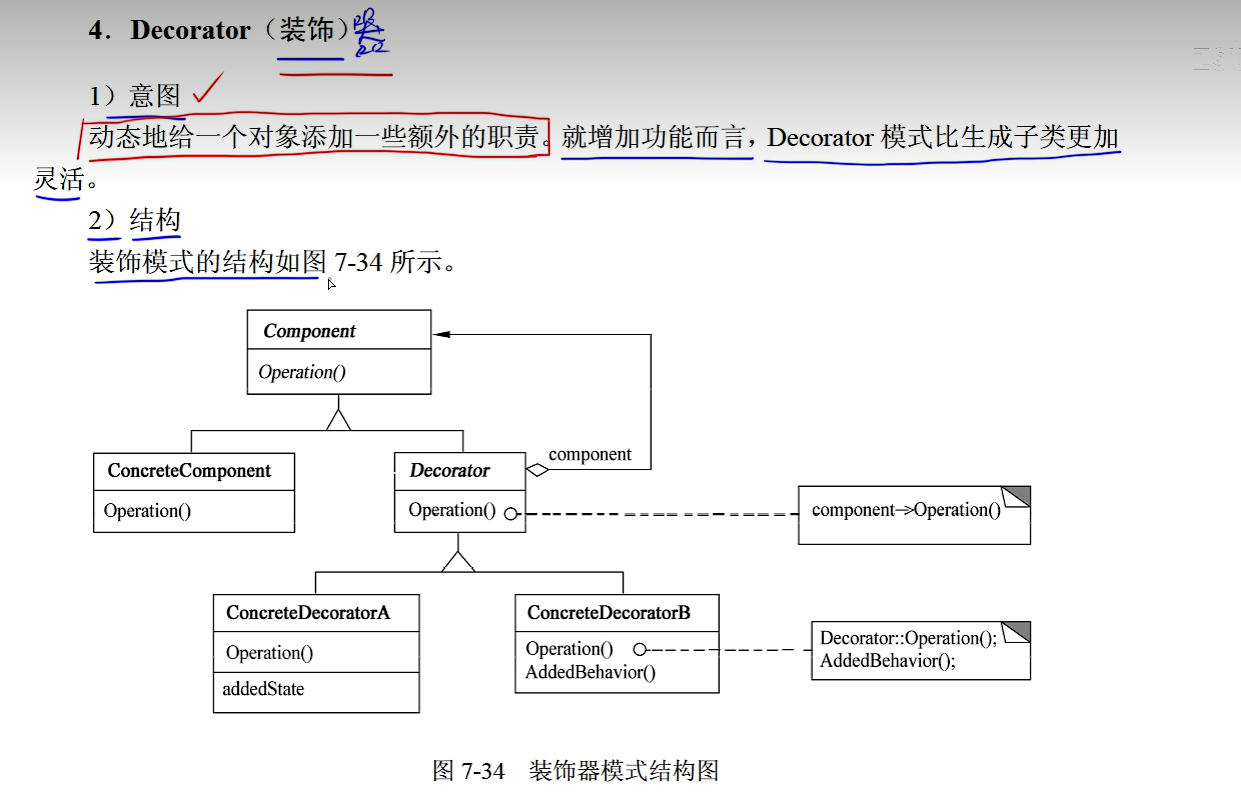 4．Decorator（装饰）器
1）意图
动态地给一个对象添加一些额外的职责。就增加功能而言，Decorator 模式比生成子类更加
灵活。
2）结构
装饰模式的结构如图 7-34 所示。
Component
Operation()
component
ConcreteComponent
Operation()
Decorator
Operation()
component->Operation()
ConcreteDecoratorA
Operation()
addedState
ConcreteDecoratorB
Operation()
AddedBehavior()
Decorator::Operation();
AddedBehavior();
图 7-34　装饰器模式结构图